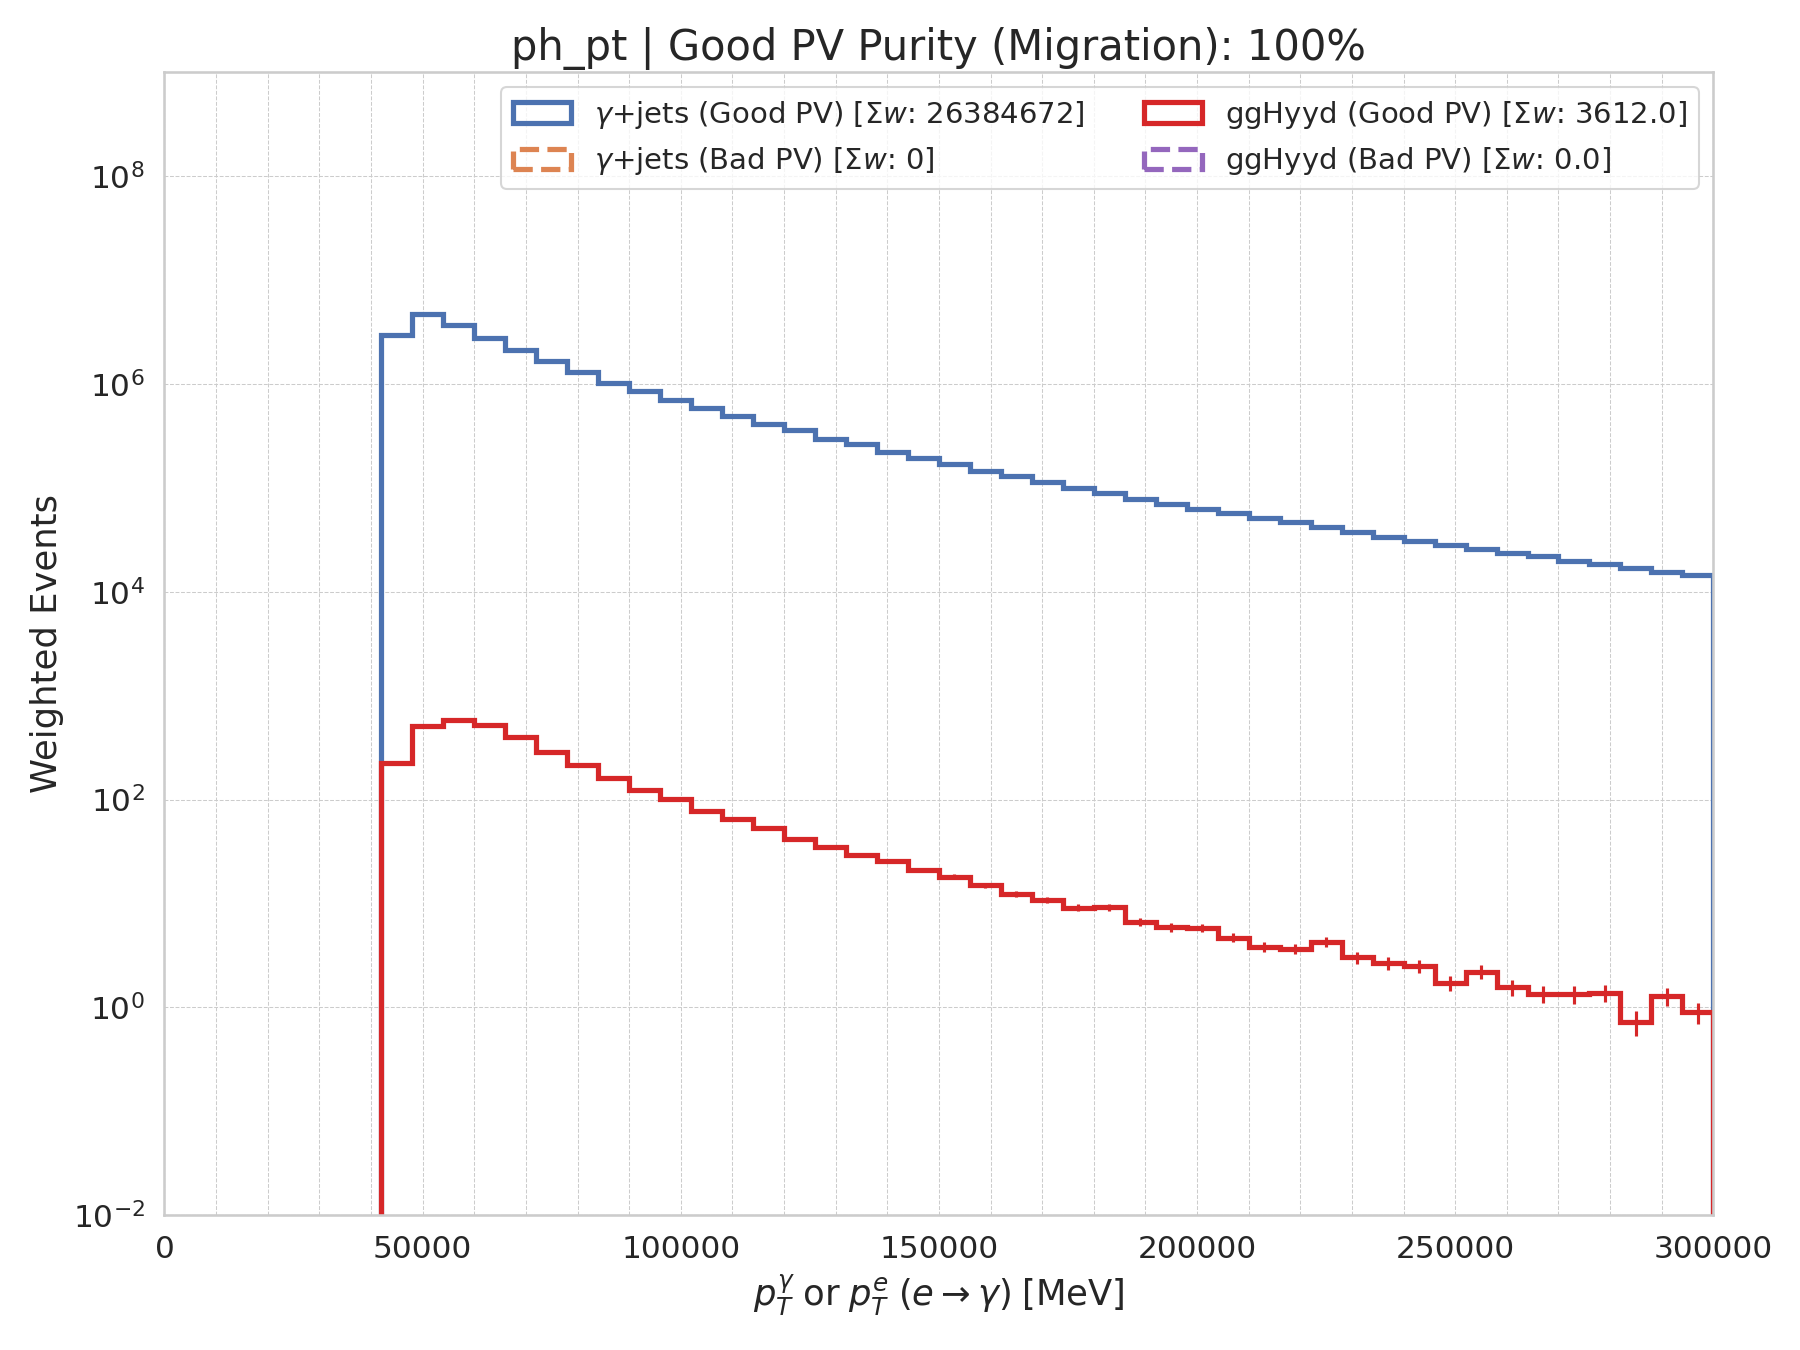 ph_pt | Good PV Purity (Migration): 100%
γ+jets (Good PV) [Σw: 26384672]
γ+jets (Bad PV) [Σw: 0]
ggHyyd (Good PV) [Σw: 3612.0]
ggHyyd (Bad PV) [Σw: 0.0]
Weighted Events
10^8
10^6
10^4
10^2
10^0
10^−2
0 50000 100000 150000 200000 250000 300000
p_T^γ or p_T^e (e→γ) [MeV]